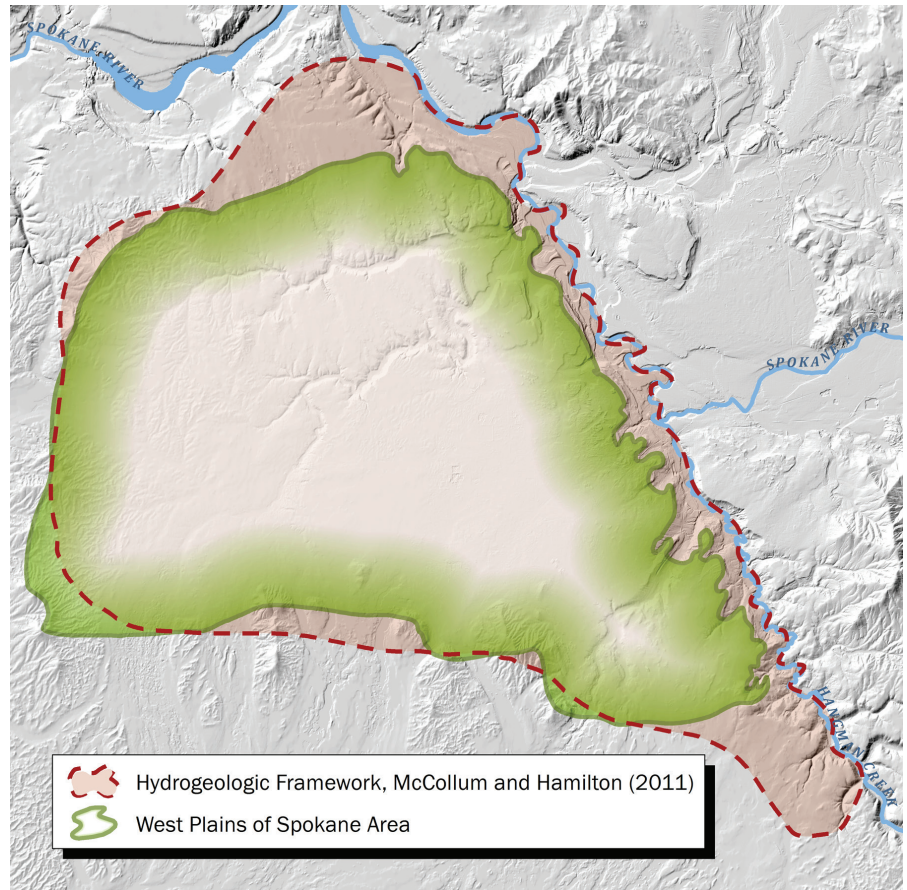 SPOKANE RIVER
SPOKANE RIVER
HANGMAN CREEK
Hydrogeologic Framework, McCollum and Hamilton (2011)
West Plains of Spokane Area